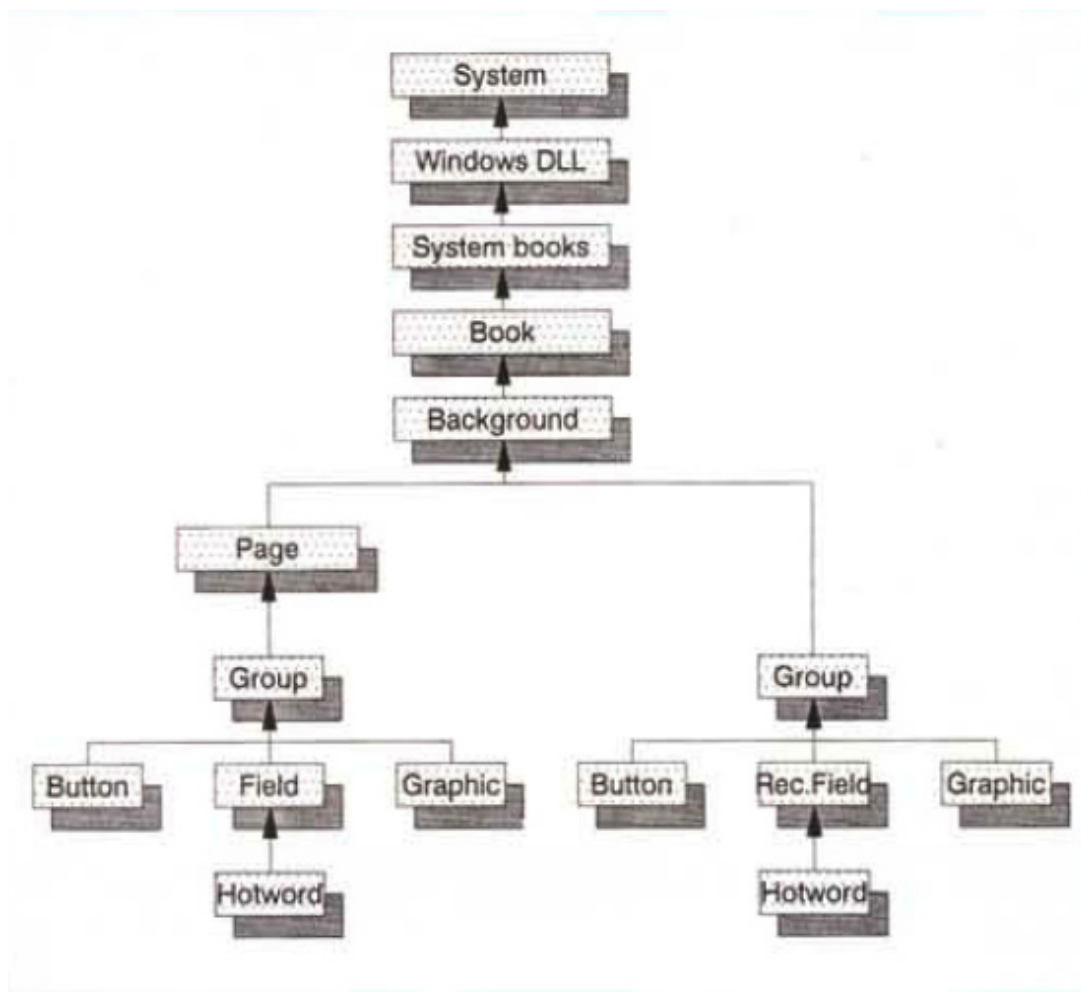 System
Windows DLL
System books
Book
Background
Page
Group
Group
Button
Field
Graphic
Button
Rec.Field
Graphic
Hotword
Hotword